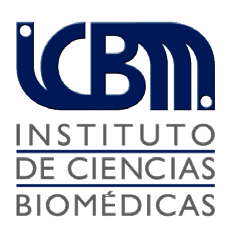 ICBM
INSTITUTO
DE CIENCIAS
BIOMÉDICAS